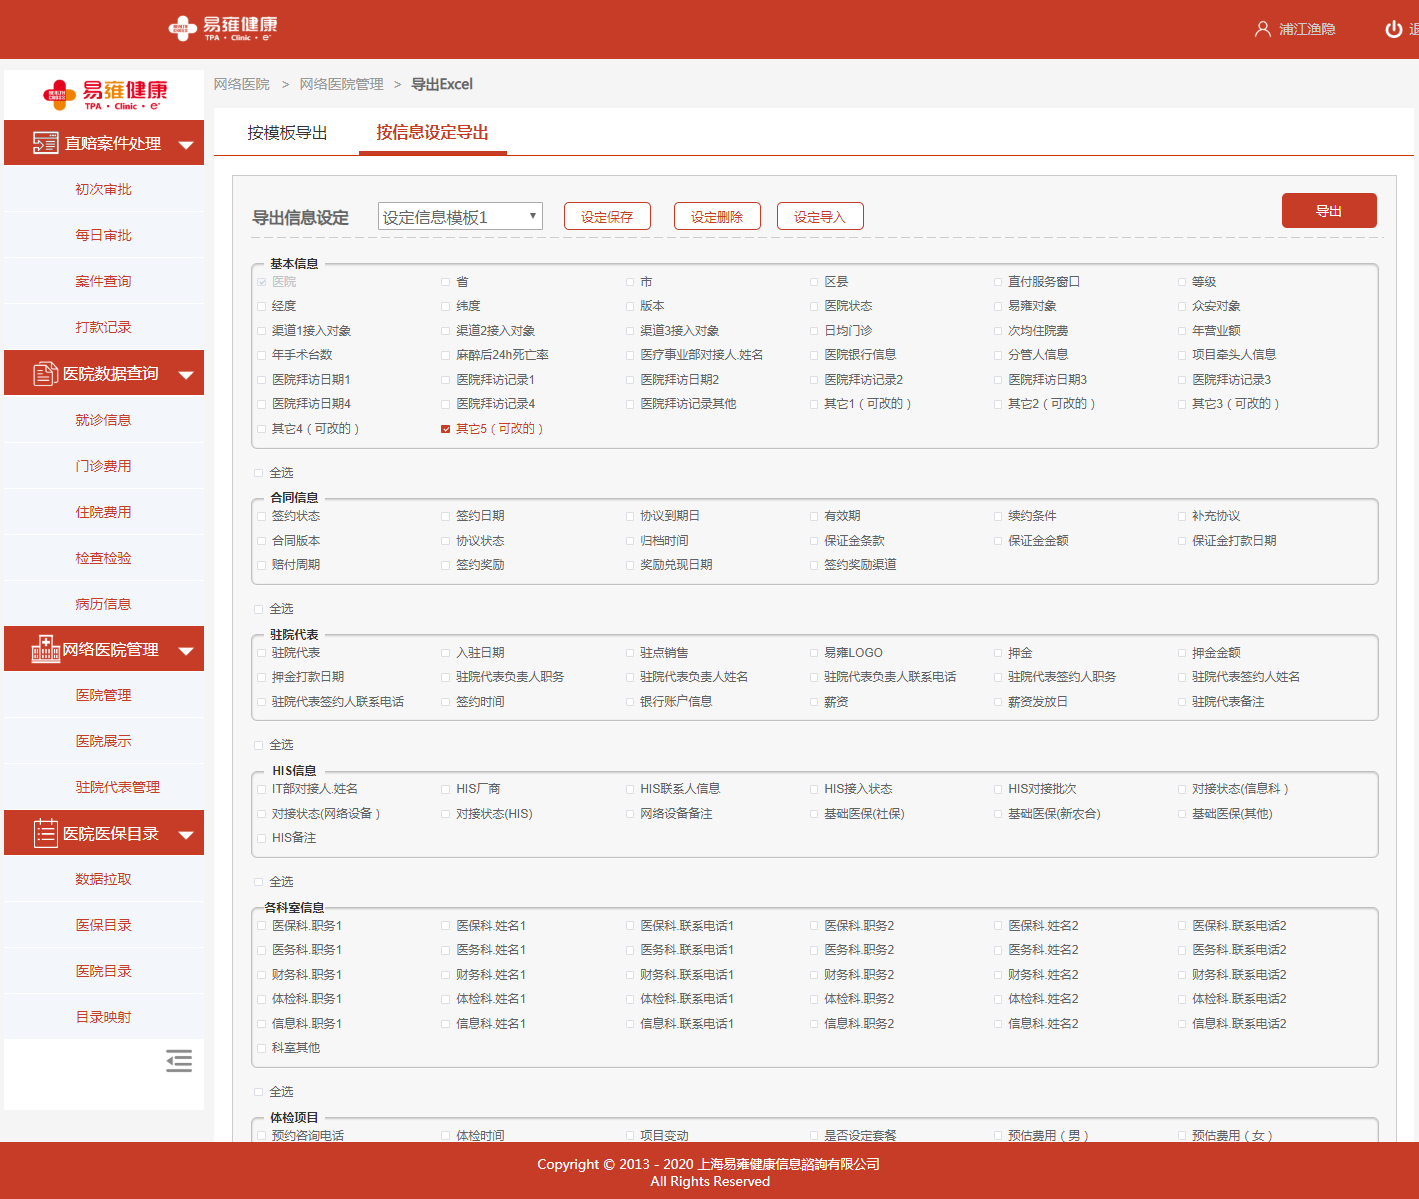 易雍健康
TPA · Clinic · e+
浦江渔隐
易雍健康
TPA · Clinic · e+
网络医院 > 网络医院管理 > 导出Excel
按模板导出 按信息设定导出
直赔案件处理
初次审批
每日审批
案件查询
打款记录
医院数据查询
就诊信息
门诊费用
住院费用
检查检验
病历信息
网络医院管理
医院管理
医院展示
驻院代表管理
医院医保目录
数据拉取
医保目录
医院目录
目录映射
导出信息设定 设定信息模板1 设定保存 设定删除 设定导入 导出
基本信息
医院 省 市 区县 直付服务窗口 等级
经度 纬度 版本 医院状态 易雍对象 众安对象
渠道1接入对象 渠道2接入对象 渠道3接入对象 日均门诊 次均住院费 年营业额
年手术台数 麻醉后24h死亡率 医疗事业部对接人.姓名 医院银行信息 分管人信息 项目牵头人信息
医院拜访日期1 医院拜访记录1 医院拜访日期2 医院拜访记录2 医院拜访日期3 医院拜访记录3
医院拜访日期4 医院拜访记录4 医院拜访记录其他 其它1（可改的） 其它2（可改的） 其它3（可改的）
其它4（可改的） 其它5（可改的）
全选
合同信息
签约状态 签约日期 协议到期日 有效期 续约条件 补充协议
合同版本 协议状态 归档时间 保证金条款 保证金金额 保证金打款日期
赔付周期 签约奖励 奖励兑现日期 签约奖励渠道
全选
驻院代表
驻院代表 入驻日期 驻点销售 易雍LOGO 押金 押金金额
押金打款日期 驻院代表负责人职务 驻院代表负责人姓名 驻院代表负责人联系电话 驻院代表签约人职务 驻院代表签约人姓名
驻院代表签约人联系电话 签约时间 银行账户信息 薪资 薪资发放日 驻院代表备注
全选
HIS信息
IT部对接人.姓名 HIS厂商 HIS联系人信息 HIS接入状态 HIS对接批次 对接状态(信息科）
对接状态(网络设备） 对接状态(HIS) 网络设备备注 基础医保(社保) 基础医保(新农合) 基础医保(其他)
HIS备注
全选
各科室信息
医保科.职务1 医保科.姓名1 医保科.联系电话1 医保科.职务2 医保科.姓名2 医保科.联系电话2
医务科.职务1 医务科.姓名1 医务科.联系电话1 医务科.职务2 医务科.姓名2 医务科.联系电话2
财务科.职务1 财务科.姓名1 财务科.联系电话1 财务科.职务2 财务科.姓名2 财务科.联系电话2
体检科.职务1 体检科.姓名1 体检科.联系电话1 体检科.职务2 体检科.姓名2 体检科.联系电话2
信息科.职务1 信息科.姓名1 信息科.联系电话1 信息科.职务2 信息科.姓名2 信息科.联系电话2
科室其他
全选
体检项目
预约咨询电话 体检时间 项目变动 是否设定套餐 预估费用（男） 预估费用（女）
Copyright © 2013 - 2020 上海易雍健康信息諮詢有限公司
All Rights Reserved